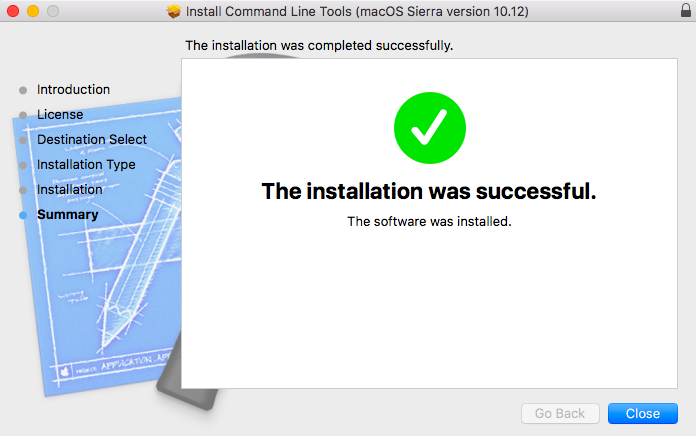 Install Command Line Tools (macOS Sierra version 10.12)
The installation was completed successfully.
Introduction
License
Destination Select
Installation Type
Installation
Summary
The installation was successful.
The software was installed.
APPLICATION
Go Back
Close